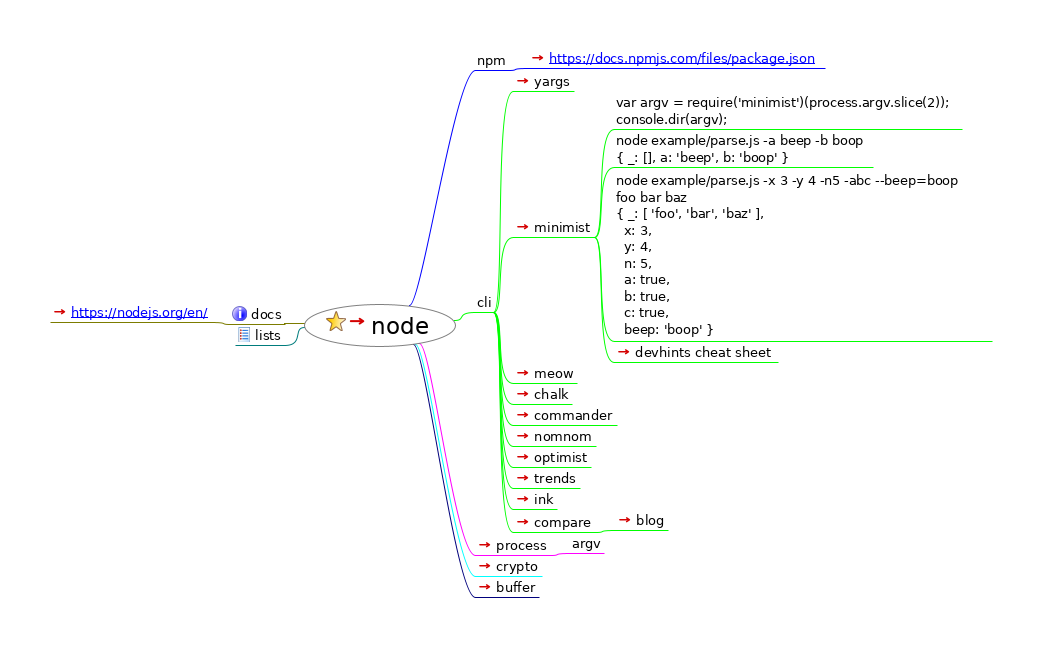 npm
https://docs.npmjs.com/files/package.json
yargs
var argv = require('minimist')(process.argv.slice(2));
console.dir(argv);
node example/parse.js -a beep -b boop
{ _: [], a: 'beep', b: 'boop' }
node example/parse.js -x 3 -y 4 -n5 -abc --beep=boop
foo bar baz
{ _: [ 'foo', 'bar', 'baz' ],
  x: 3,
  y: 4,
  n: 5,
  a: true,
  b: true,
  c: true,
  beep: 'boop' }
minimist
devhints cheat sheet
cli
https://nodejs.org/en/
docs
lists
node
meow
chalk
commander
nomnom
optimist
trends
ink
compare
blog
process
argv
crypto
buffer